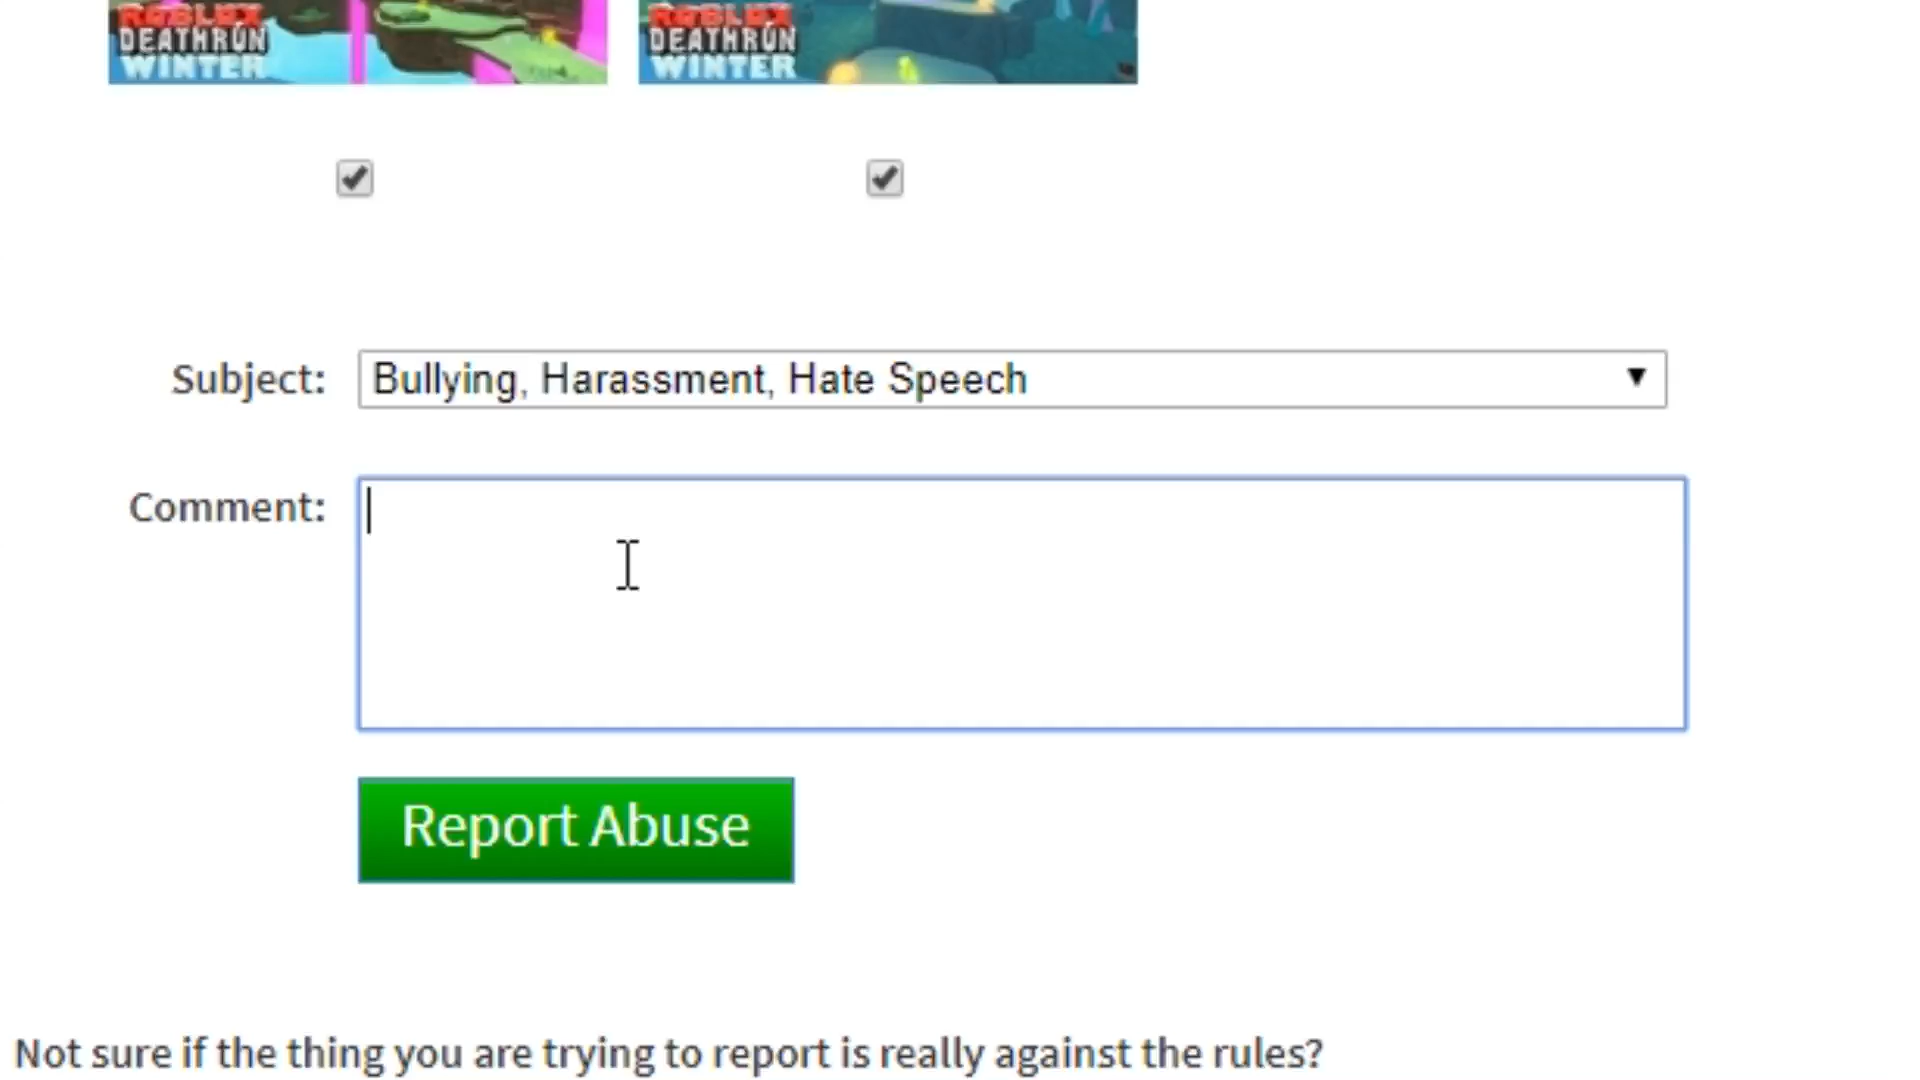 ROBLOX
DEATHRUN
WINTER
ROBLOX
DEATHRUN
WINTER
Subject:
Bullying, Harassment, Hate Speech
Comment:
Report Abuse
Not sure if the thing you are trying to report is really against the rules?